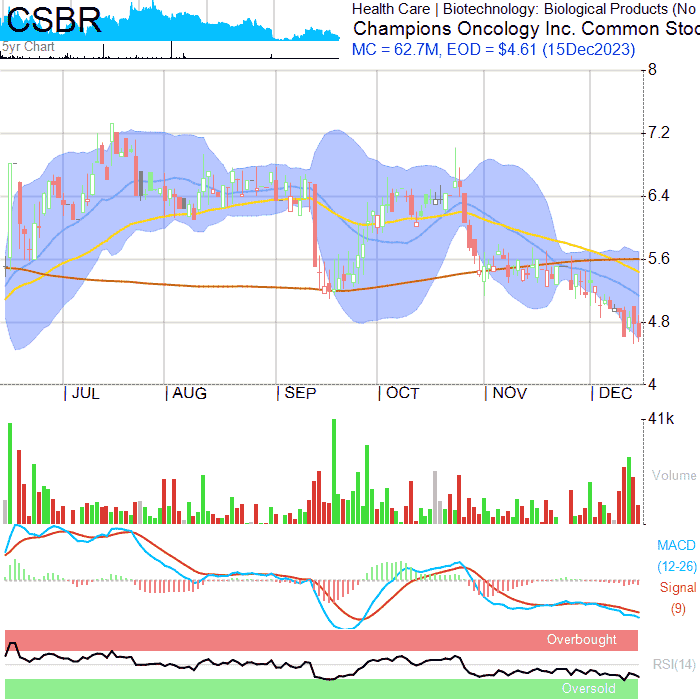 CSBR
5yr Chart
Health Care | Biotechnology: Biological Products (No
Champions Oncology Inc. Common Stoc
MC = 62.7M, EOD = $4.61 (15Dec2023)
8
7.2
6.4
5.6
4.8
4
JUL
AUG
SEP
OCT
NOV
DEC
41k
Volume
MACD
(12-26)
Signal
(9)
Overbought
RSI(14)
Oversold